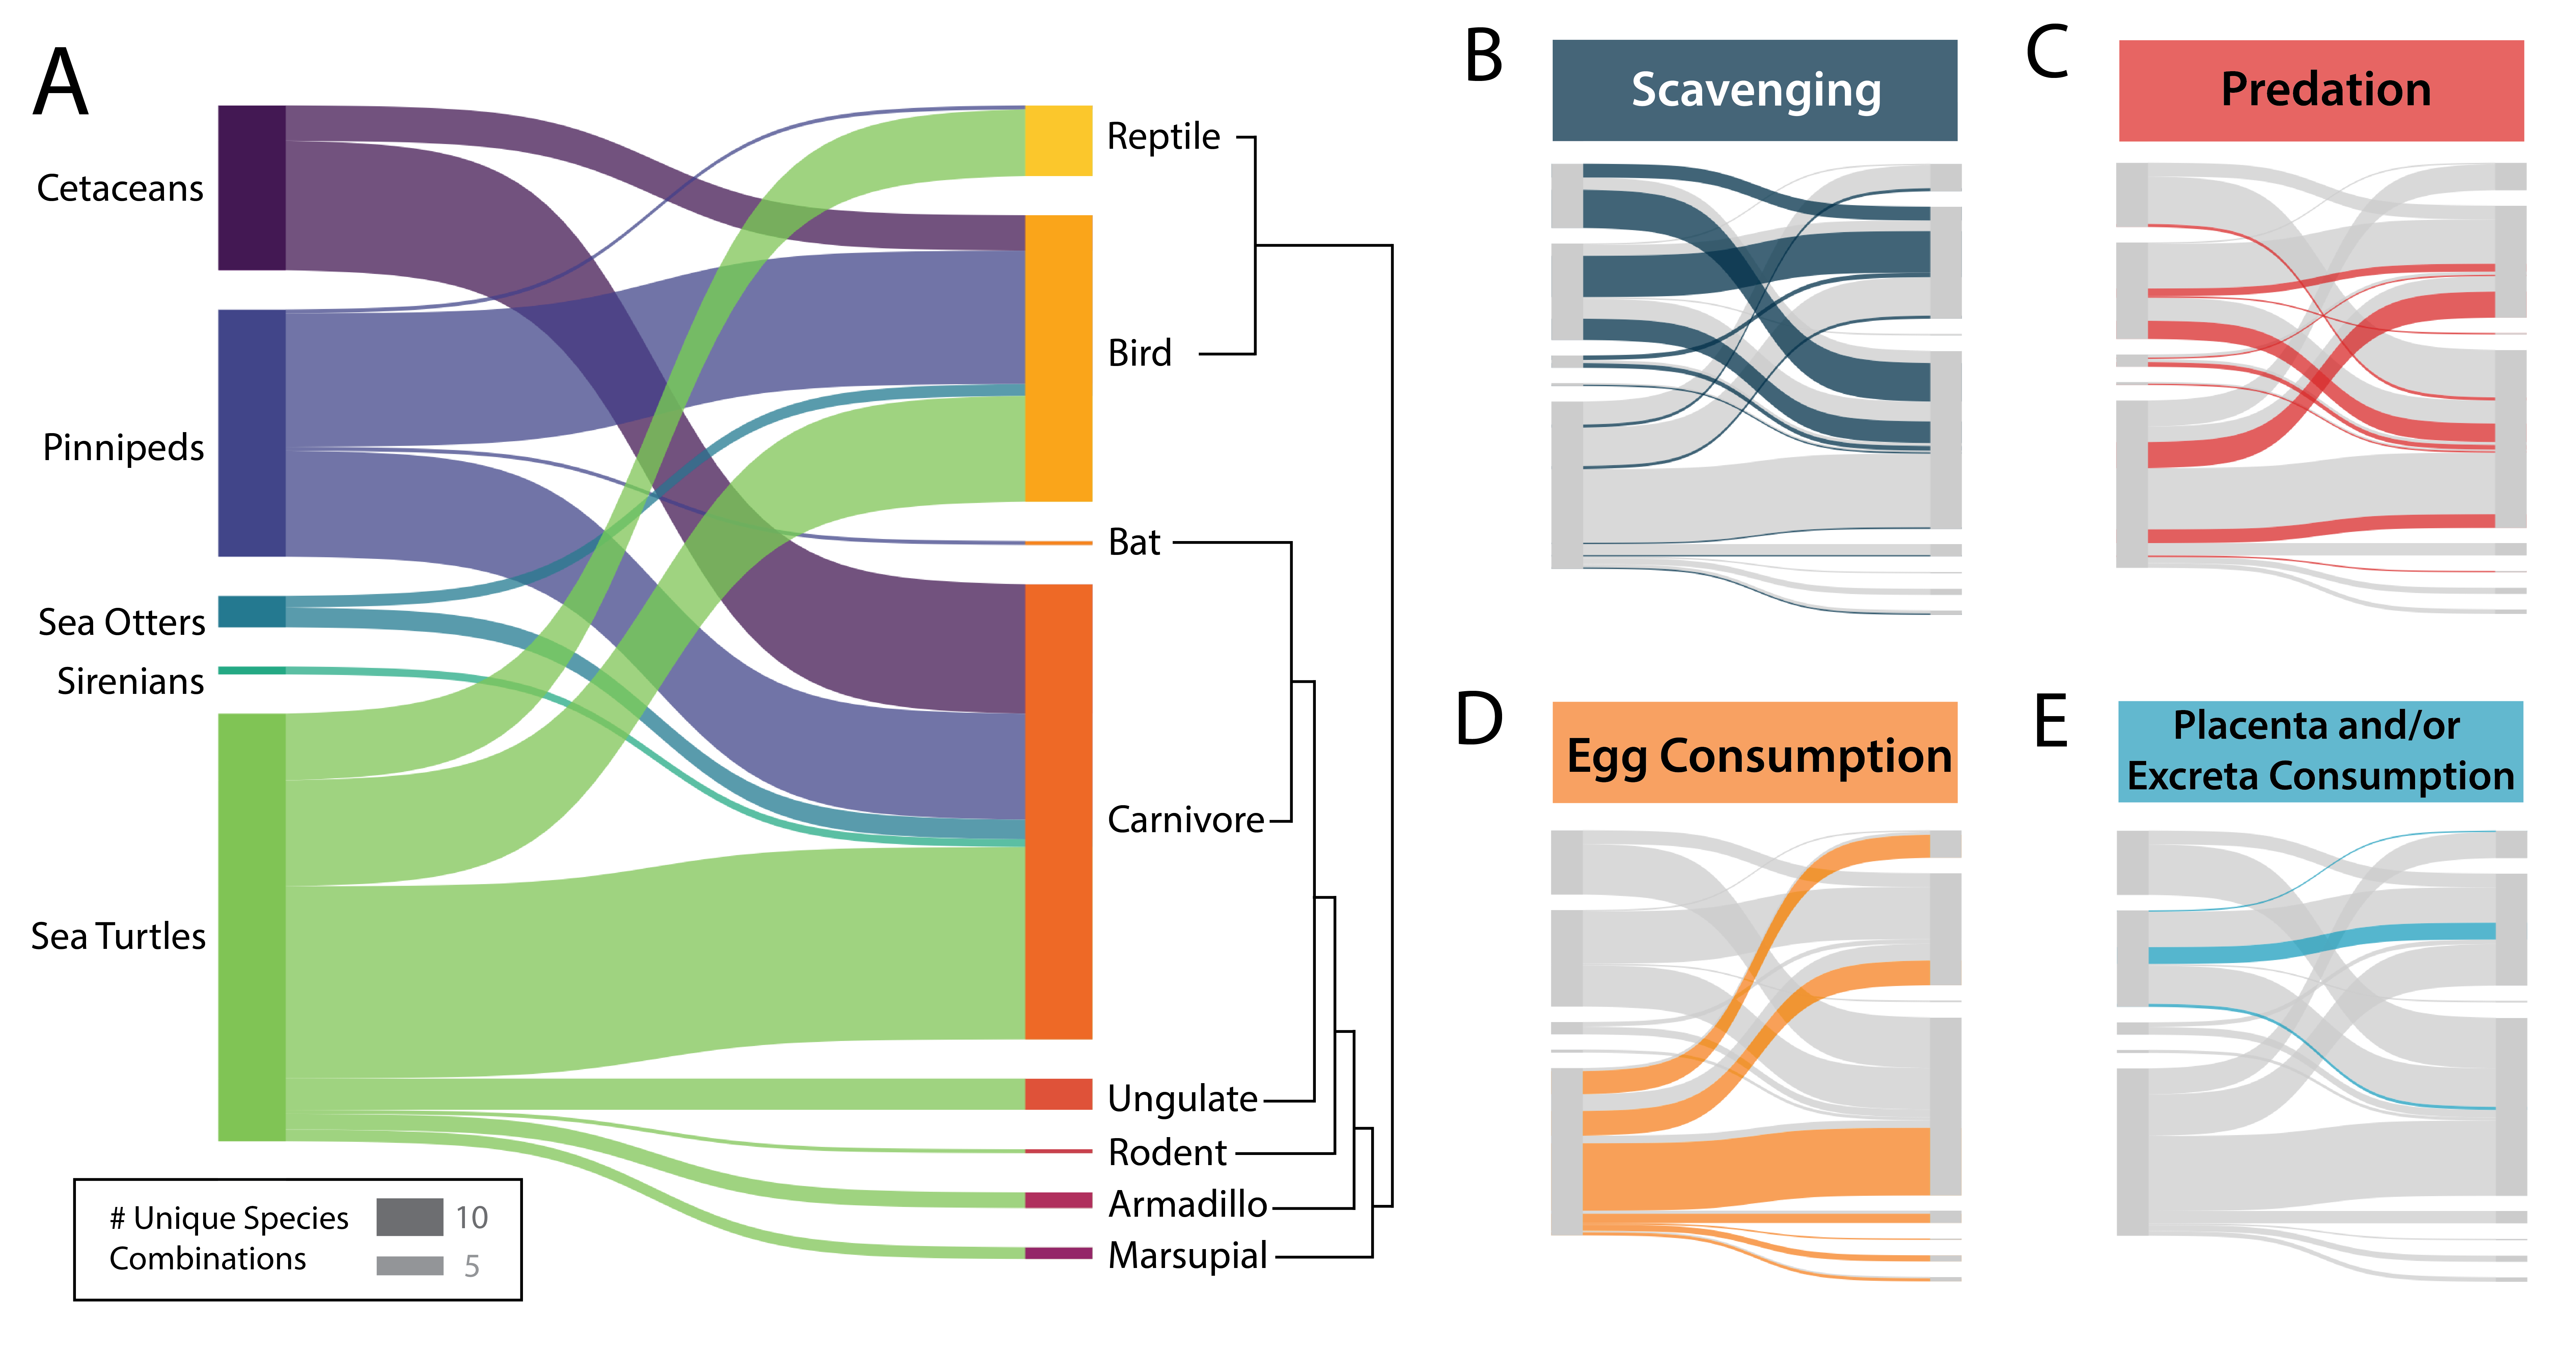 A
Cetaceans
Pinnipeds
Sea Otters
Sirenians
Sea Turtles
Reptile
Bird
Bat
Carnivore
Ungulate
Rodent
Armadillo
Marsupial
# Unique Species
Combinations
10
5
B
Scavenging
C
Predation
D
Egg Consumption
E
Placenta and/or
Excreta Consumption